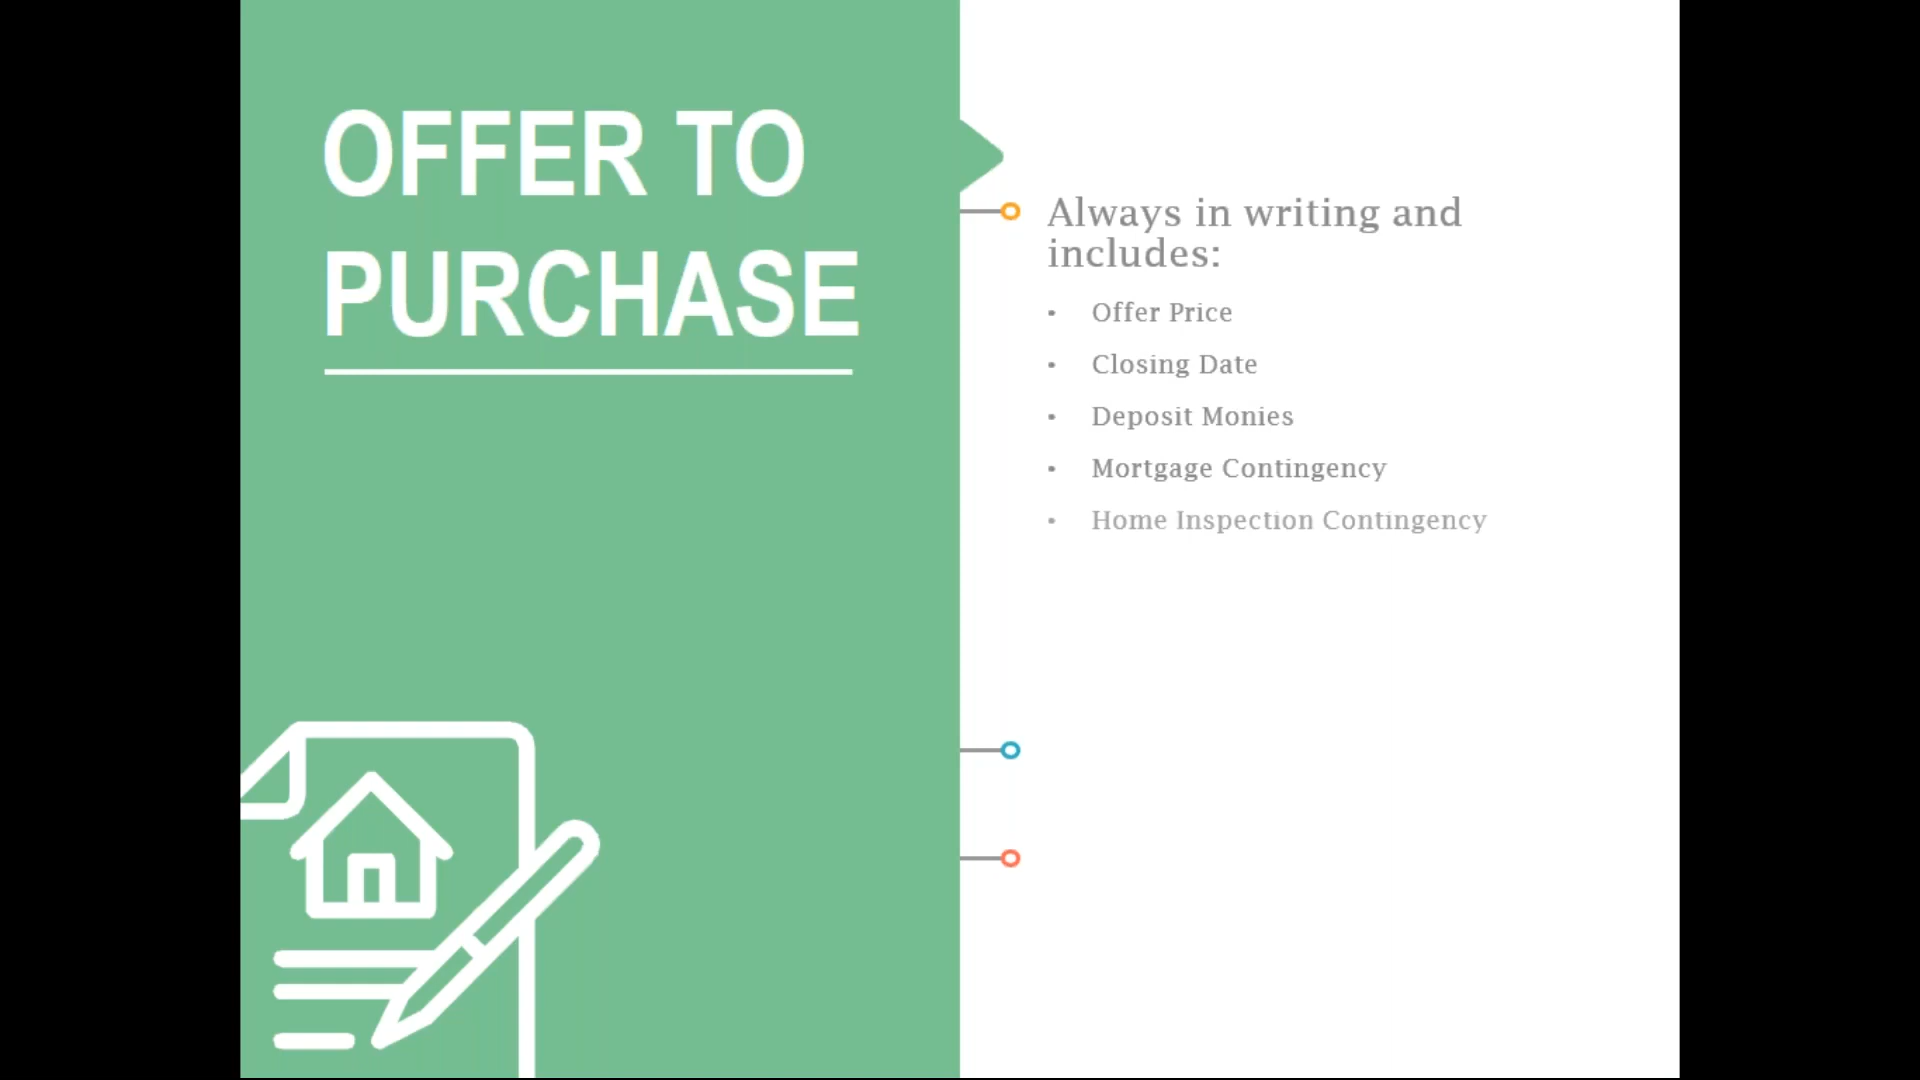 OFFER TO
PURCHASE
Always in writing and
includes:
• Offer Price
• Closing Date
• Deposit Monies
• Mortgage Contingency
• Home Inspection Contingency